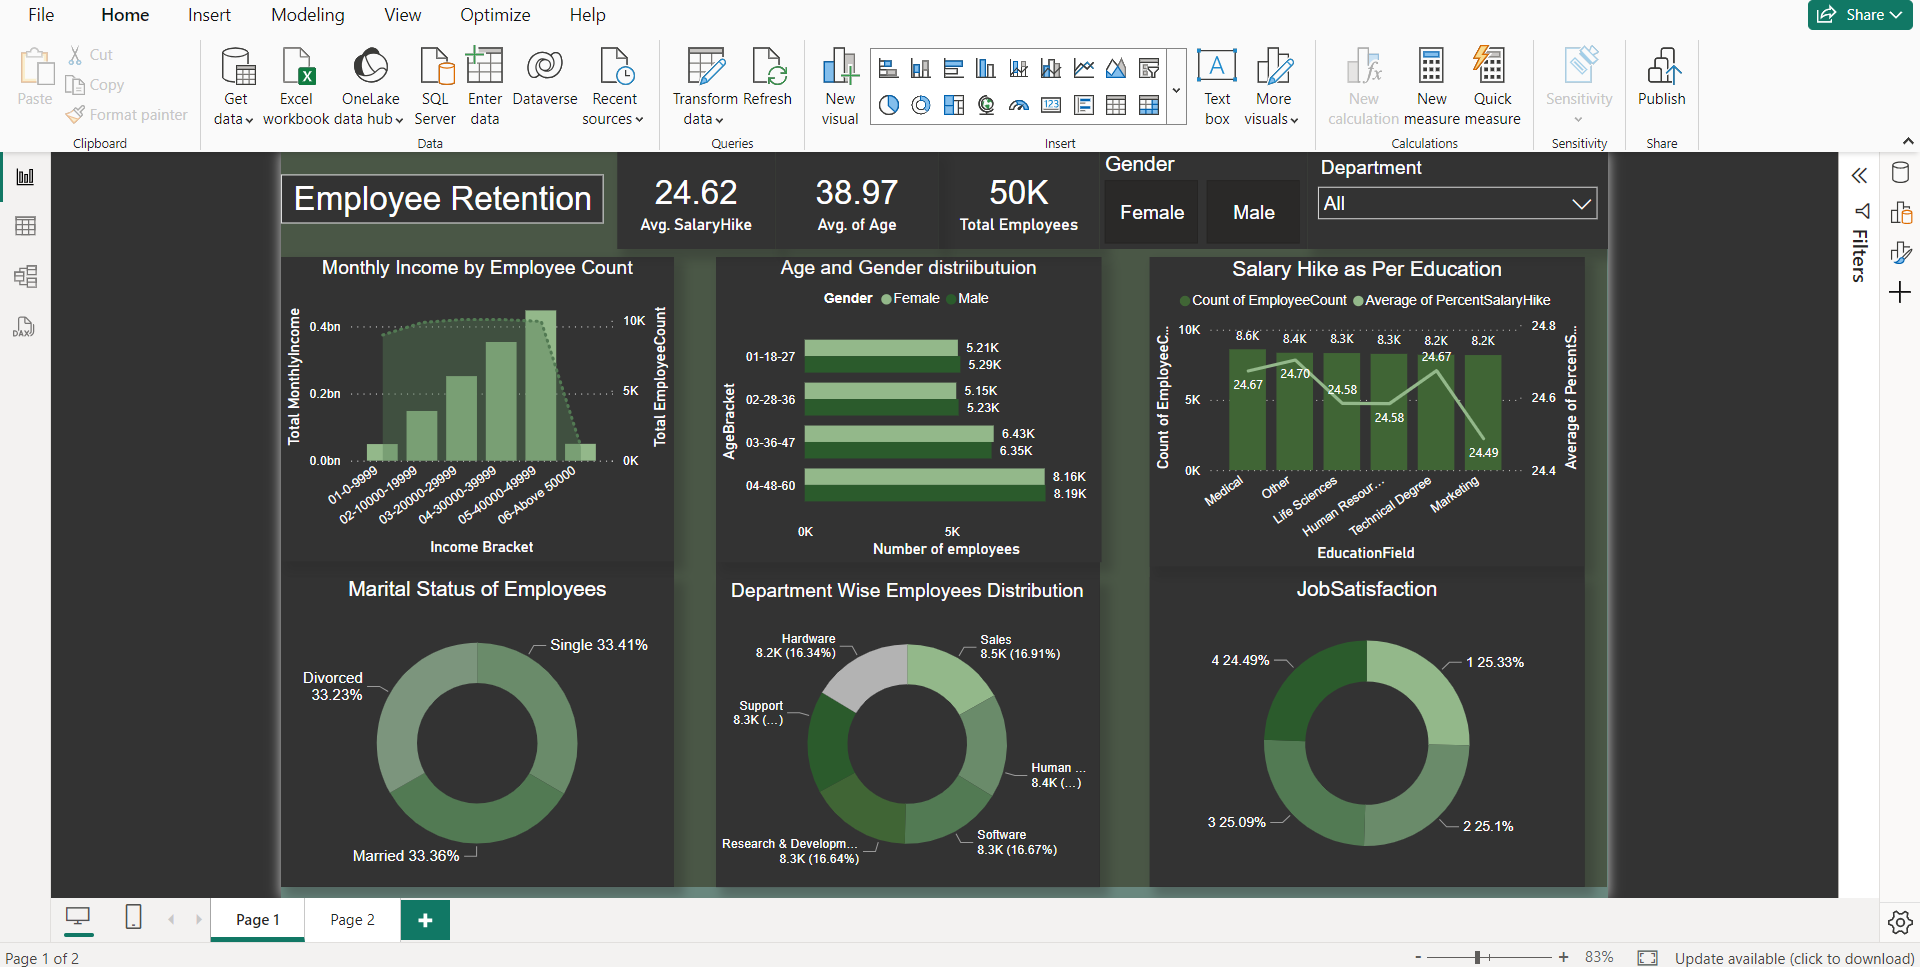 File Home Insert Modeling View Optimize Help
Share
Paste
Cut
Copy
Format painter
Clipboard
Get data
Excel workbook
OneLake data hub
SQL Server
Enter data
Dataverse
Recent sources
Data
Transform data
Refresh
Queries
New visual
123
A
Text box
More visuals
Insert
New calculation
New measure
Quick measure
Calculations
Sensitivity
Sensitivity
Publish
Share
DAX
Employee Retention
24.62
Avg. SalaryHike
38.97
Avg. of Age
50K
Total Employees
Gender
Female
Male
Department
All
Filters
Monthly Income by Employee Count
Total MonthlyIncome
0.4bn
0.2bn
0.0bn
10K
5K
0K
Total EmployeeCount
01-0-9999
02-10000-19999
03-20000-29999
04-30000-39999
05-40000-49999
06-Above 50000
Income Bracket
Age and Gender distriibutuion
Gender Female Male
AgeBracket
01-18-27
5.21K
5.29K
02-28-36
5.15K
5.23K
03-36-47
6.43K
6.35K
04-48-60
8.16K
8.19K
0K
5K
Number of employees
Salary Hike as Per Education
Count of EmployeeCount Average of PercentSalaryHike
Count of EmployeeC...
10K
5K
0K
8.6K
8.4K
8.3K
8.3K
8.2K
8.2K
24.67
24.70
24.58
24.58
24.67
24.49
24.8
24.6
24.4
Average of PercentS...
Medical
Other
Life Sciences
Human Resour...
Technical Degree
Marketing
EducationField
Marital Status of Employees
Single 33.41%
Divorced
33.23%
Married 33.36%
Department Wise Employees Distribution
Hardware
8.2K (16.34%)
Sales
8.5K (16.91%)
Support
8.3K (...)
Human ...
8.4K (...)
Research & Developm...
8.3K (16.64%)
Software
8.3K (16.67%)
JobSatisfaction
4 24.49%
1 25.33%
3 25.09%
2 25.1%
Page 1
Page 2
+
Page 1 of 2
- + 83%
Update available (click to download)